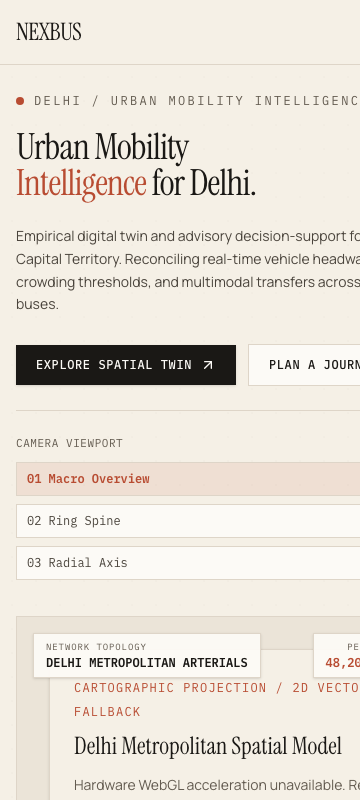 NEXBUS
DELHI / URBAN MOBILITY INTELLIGENC
Urban Mobility
Intelligence for Delhi.
Empirical digital twin and advisory decision-support fo
Capital Territory. Reconciling real-time vehicle headwa
crowding thresholds, and multimodal transfers across
buses.
EXPLORE SPATIAL TWIN
PLAN A JOURN
CAMERA VIEWPORT
01 Macro Overview
02 Ring Spine
03 Radial Axis
NETWORK TOPOLOGY
DELHI METROPOLITAN ARTERIALS
PE
48,20
CARTOGRAPHIC PROJECTION / 2D VECTO
FALLBACK
Delhi Metropolitan Spatial Model
Hardware WebGL acceleration unavailable. Re